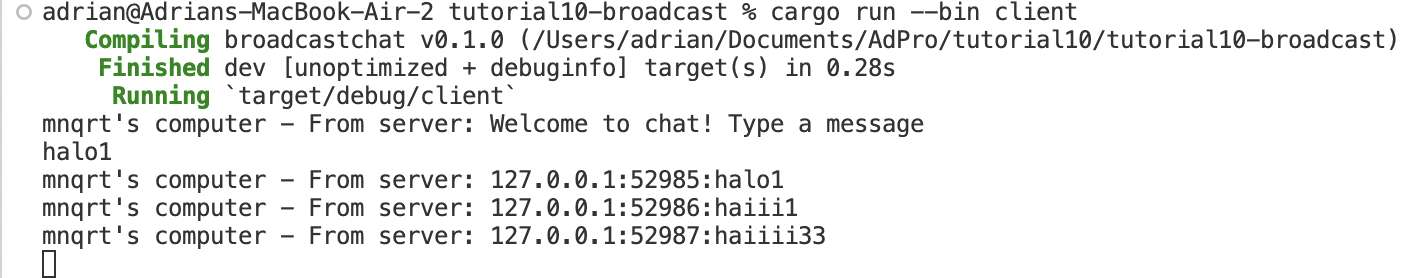 adrian@Adrians-MacBook-Air-2 tutorial10-broadcast % cargo run --bin client
Compiling broadcastchat v0.1.0 (/Users/adrian/Documents/AdPro/tutorial10/tutorial10-broadcast)
Finished dev [unoptimized + debuginfo] target(s) in 0.28s
Running `target/debug/client`
mnqrt's computer - From server: Welcome to chat! Type a message
halo1
mnqrt's computer - From server: 127.0.0.1:52985:halo1
mnqrt's computer - From server: 127.0.0.1:52986:haiii1
mnqrt's computer - From server: 127.0.0.1:52987:haiiii33